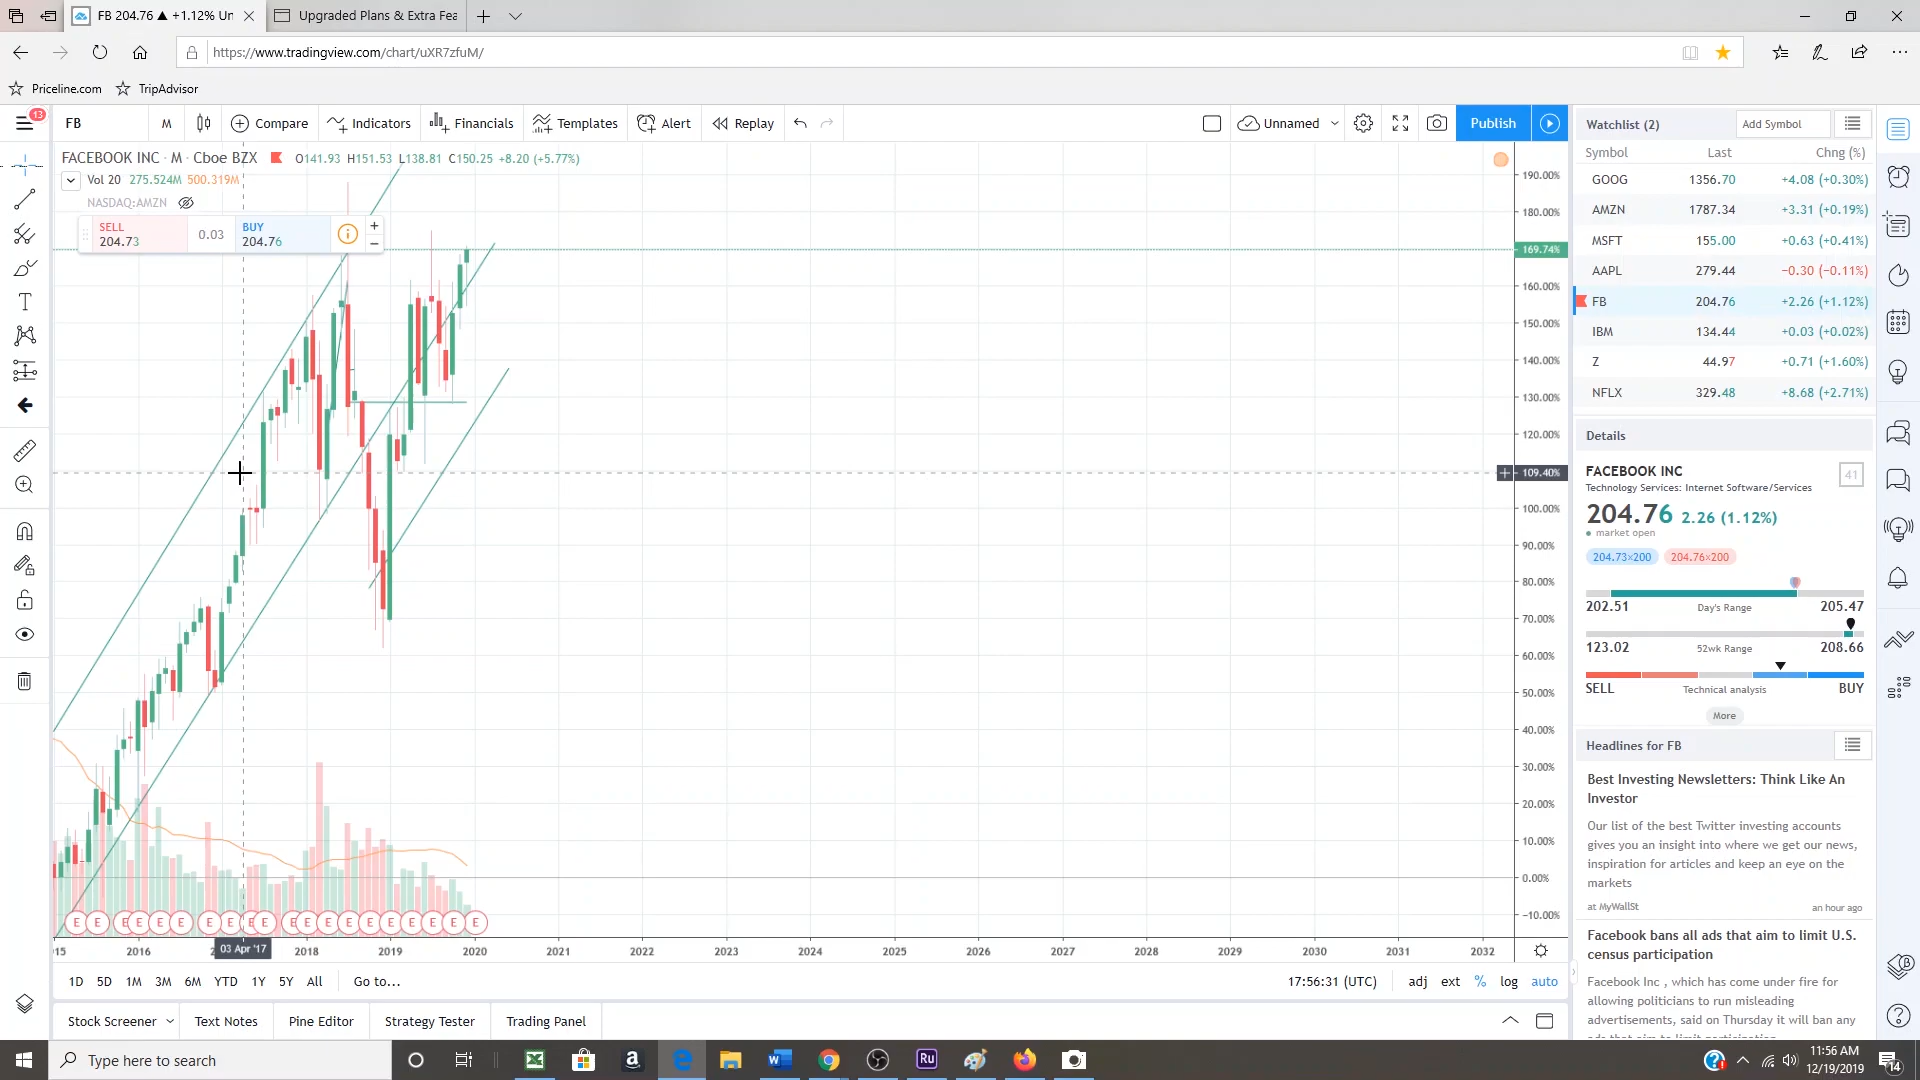 FB 204.76 ▲ +1.12% Un
Upgraded Plans & Extra Fea
https://www.tradingview.com/chart/uXR7zfuM/
Priceline.com
TripAdvisor
13
FB
M
Compare
Indicators
Financials
Templates
Alert
Replay
Unnamed
Publish
FACEBOOK INC · M · Cboe BZX
O141.93 H151.53 L138.81 C150.25 +8.20 (+5.77%)
Vol 20 275.524M 500.319M
NASDAQ:AMZN
SELL
204.73
0.03
BUY
204.76
190.00%
180.00%
169.74%
160.00%
150.00%
140.00%
130.00%
120.00%
109.40%
100.00%
90.00%
80.00%
70.00%
60.00%
50.00%
40.00%
30.00%
20.00%
10.00%
0.00%
−10.00%
E E E E E E E E E E E E E E E E E E E E
15 2016 03 Apr '17 2018 2019 2020 2021 2022 2023 2024 2025 2026 2027 2028 2029 2030 2031 2032
1D 5D 1M 3M 6M YTD 1Y 5Y All Go to...
17:56:31 (UTC) adj ext % log auto
Stock Screener Text Notes Pine Editor Strategy Tester Trading Panel
Watchlist (2)
Add Symbol
Symbol Last Chng (%)
GOOG 1356.70 +4.08 (+0.30%)
AMZN 1787.34 +3.31 (+0.19%)
MSFT 155.00 +0.63 (+0.41%)
AAPL 279.44 −0.30 (−0.11%)
FB 204.76 +2.26 (+1.12%)
IBM 134.44 +0.03 (+0.02%)
Z 44.97 +0.71 (+1.60%)
NFLX 329.48 +8.68 (+2.71%)
Details
FACEBOOK INC
41
Technology Services: Internet Software/Services
204.76 2.26 (1.12%)
market open
204.73×200 204.76×200
202.51 Day's Range 205.47
123.02 52wk Range 208.66
SELL Technical analysis BUY
More
Headlines for FB
Best Investing Newsletters: Think Like An
Investor
Our list of the best Twitter investing accounts
gives you an insight into where we get our news,
inspiration for articles and keep an eye on the
markets
at MyWallSt an hour ago
Facebook bans all ads that aim to limit U.S.
census participation
Facebook Inc , which has come under fire for
allowing politicians to run misleading
advertisements, said on Thursday it will ban any
Type here to search
Ru
11:56 AM
12/19/2019
14